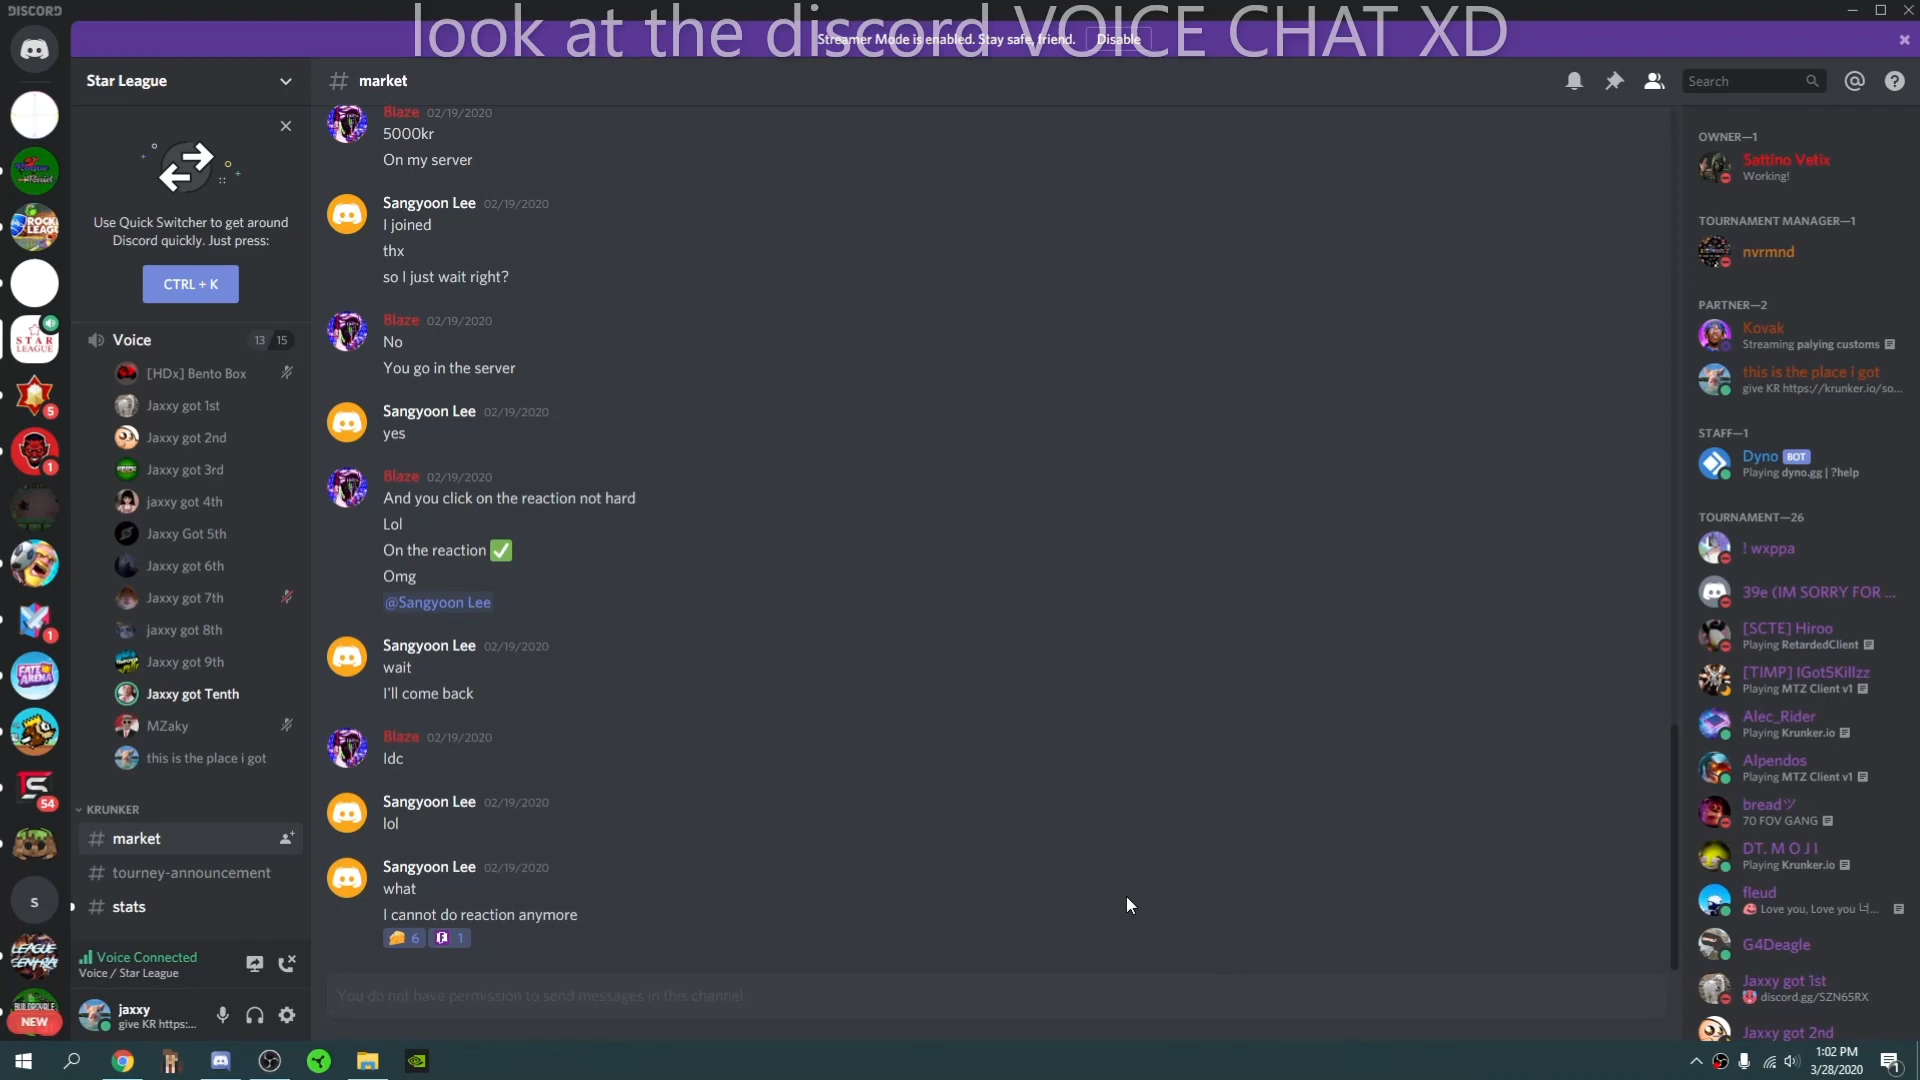 DISCORD
look at the discord VOICE CHAT XD
Streamer Mode is enabled. Stay safe, friend. Disable
Star League
market
Search
Use Quick Switcher to get around
Discord quickly. Just press:
CTRL + K
Voice 13 15
[HDx] Bento Box
Jaxxy got 1st
Jaxxy got 2nd
Jaxxy got 3rd
jaxxy got 4th
Jaxxy Got 5th
Jaxxy got 6th
Jaxxy got 7th
jaxxy got 8th
Jaxxy got 9th
Jaxxy got Tenth
MZaky
this is the place i got
KRUNKER
market
tourney-announcement
stats
Voice Connected
Voice / Star League
jaxxy
give KR https:...
STAR
LEAGUE
5
1
1
54
s
NEW
Blaze 02/19/2020
5000kr
On my server
Sangyoon Lee 02/19/2020
I joined
thx
so I just wait right?
Blaze 02/19/2020
No
You go in the server
Sangyoon Lee 02/19/2020
yes
Blaze 02/19/2020
And you click on the reaction not hard
Lol
On the reaction ✅
Omg
@Sangyoon Lee
Sangyoon Lee 02/19/2020
wait
I'll come back
Blaze 02/19/2020
Idc
Sangyoon Lee 02/19/2020
lol
Sangyoon Lee 02/19/2020
what
I cannot do reaction anymore
6 1
You do not have permission to send messages in this channel.
OWNER—1
Sattino Vetix
Working!
TOURNAMENT MANAGER—1
nvrmnd
PARTNER—2
Kovak
Streaming palying customs
this is the place i got
give KR https://krunker.io/so...
STAFF—1
Dyno BOT
Playing dyno.gg | ?help
TOURNAMENT—26
! wxppa
39e (IM SORRY FOR ...
[SCTE] Hiroo
Playing RetardedClient
[TIMP] IGot5Killzz
Playing MTZ Client v1
Alec_Rider
Playing Krunker.io
Alpendos
Playing MTZ Client v1
breadツ
70 FOV GANG
DT. M O J I
Playing Krunker.io
fleud
Love you, Love you 너...
G4Deagle
Jaxxy got 1st
discord.gg/SZN65RX
Jaxxy got 2nd
1:02 PM
3/28/2020
1